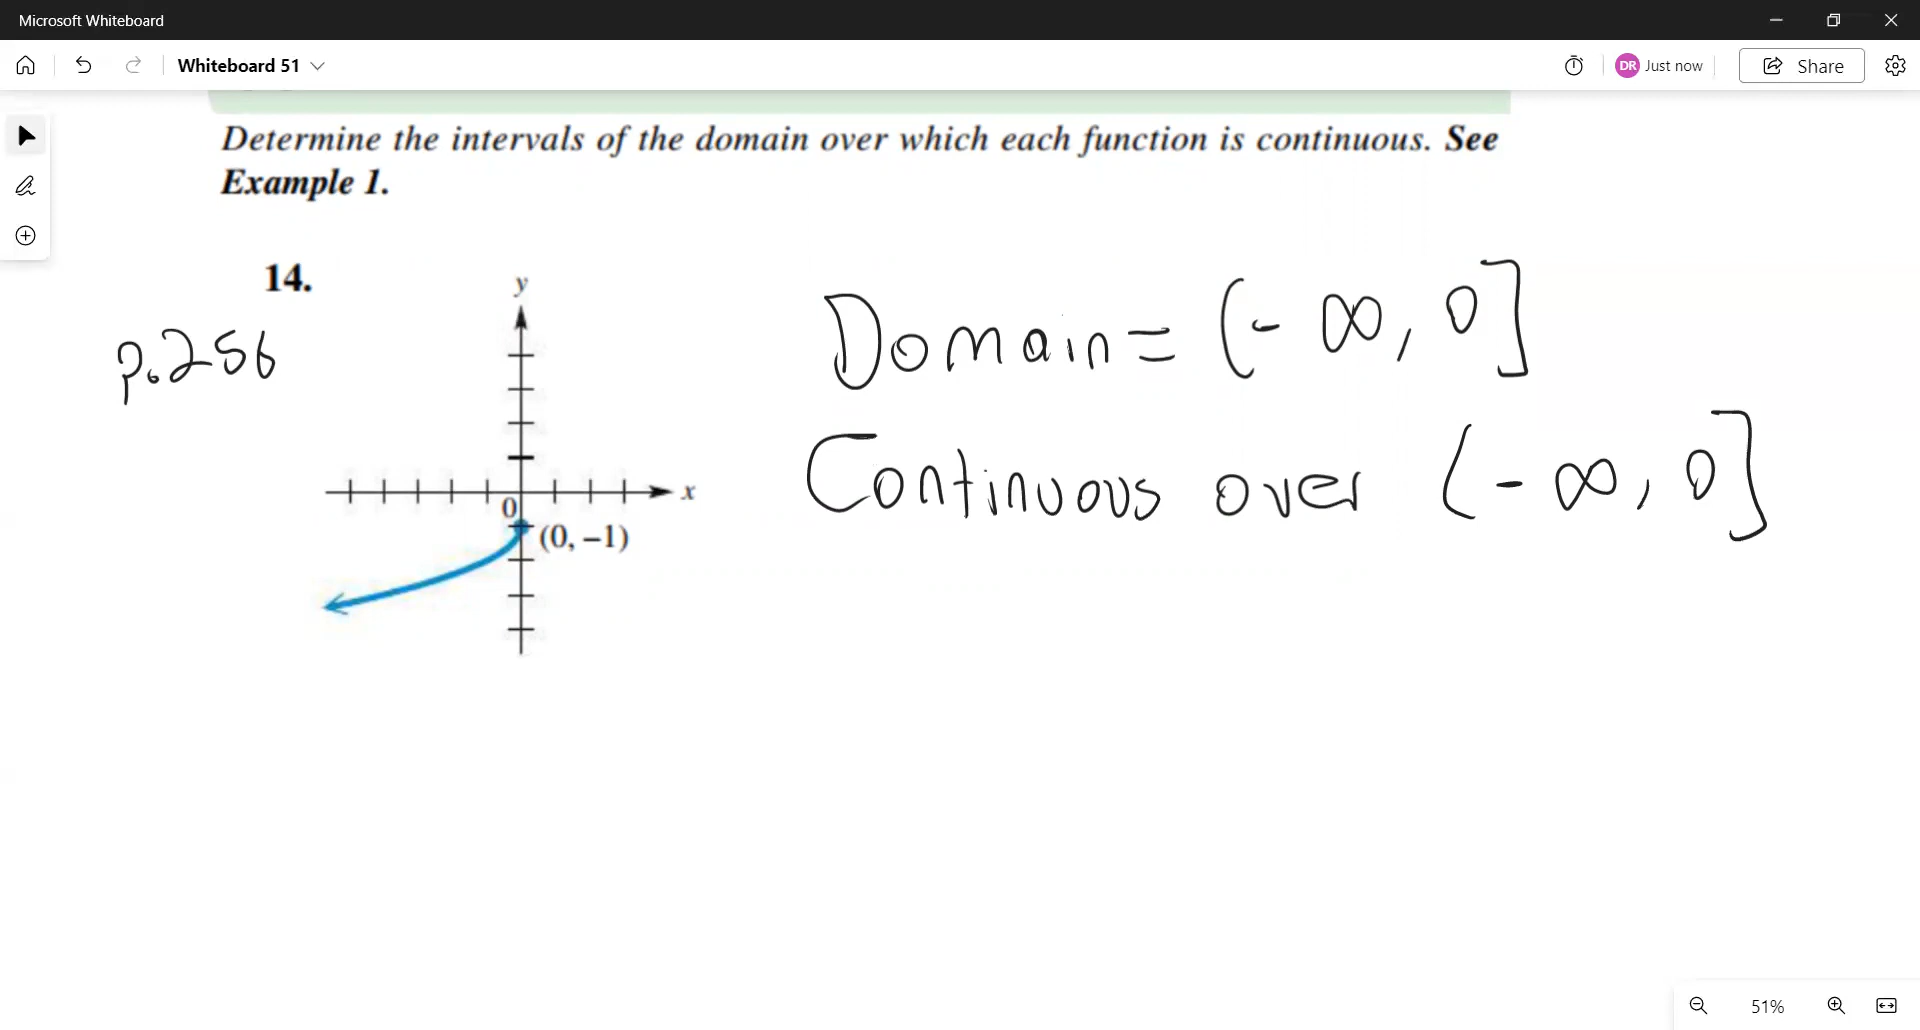 Microsoft Whiteboard
Whiteboard 51
DR Just now
Share
Determine the intervals of the domain over which each function is continuous. See
Example 1.
14.
p.256
y
x
0
(0, –1)
Domain = (-∞, 0]
Continuous over (-∞, 0]
51%